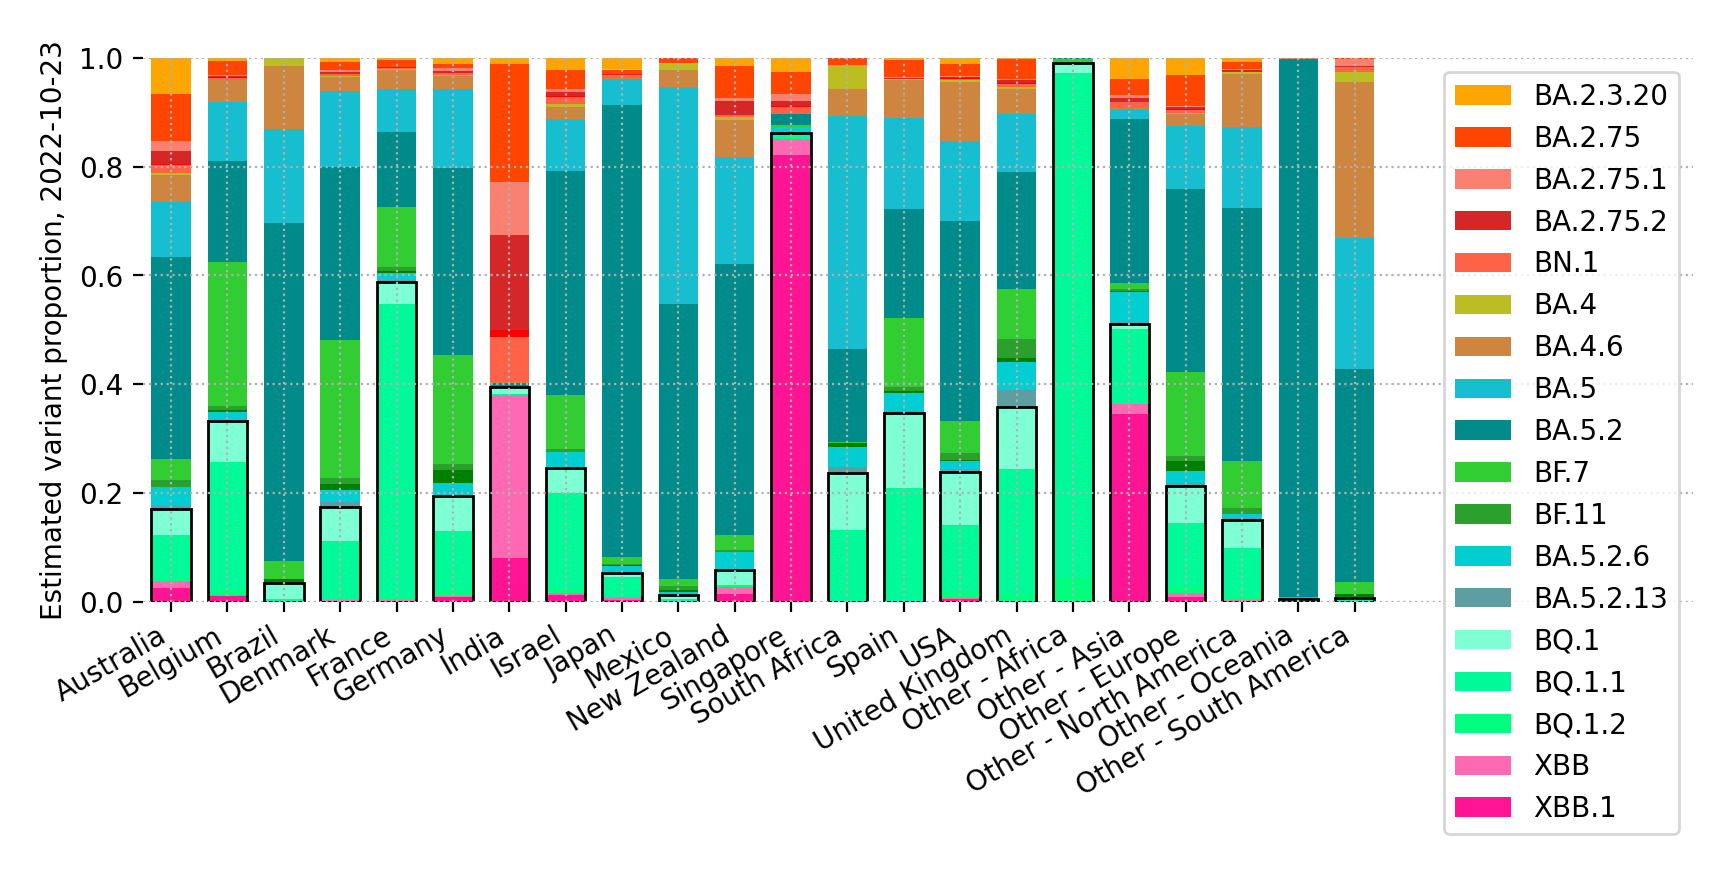 Estimated variant proportion, 2022-10-23
1.0
0.8
0.6
0.4
0.2
0.0
Australia
Belgium
Brazil
Denmark
France
Germany
India
Israel
Japan
Mexico
New Zealand
Singapore
South Africa
Spain
USA
United Kingdom
Other - Africa
Other - Asia
Other - Europe
Other - North America
Other - Oceania
Other - South America
BA.2.3.20
BA.2.75
BA.2.75.1
BA.2.75.2
BN.1
BA.4
BA.4.6
BA.5
BA.5.2
BF.7
BF.11
BA.5.2.6
BA.5.2.13
BQ.1
BQ.1.1
BQ.1.2
XBB
XBB.1